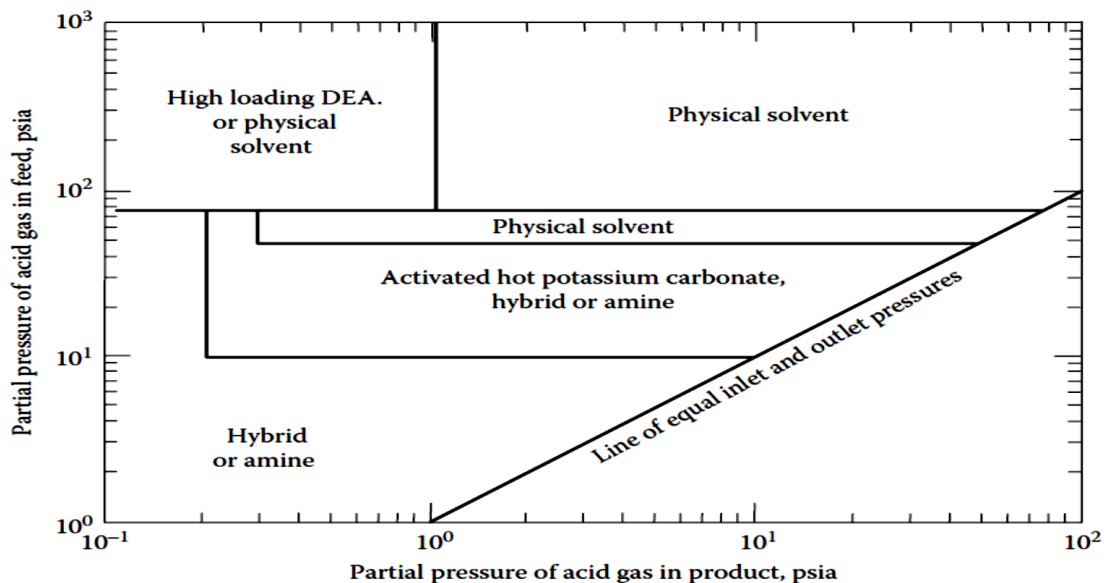 10³
High loading DEA.
or physical
solvent
Physical solvent
Partial pressure of acid gas in feed, psia
10²
Physical solvent
Activated hot potassium carbonate,
hybrid or amine
Line of equal inlet and outlet pressures
10¹
Hybrid
or amine
10⁰
10⁻¹
10⁰
10¹
10²
Partial pressure of acid gas in product, psia